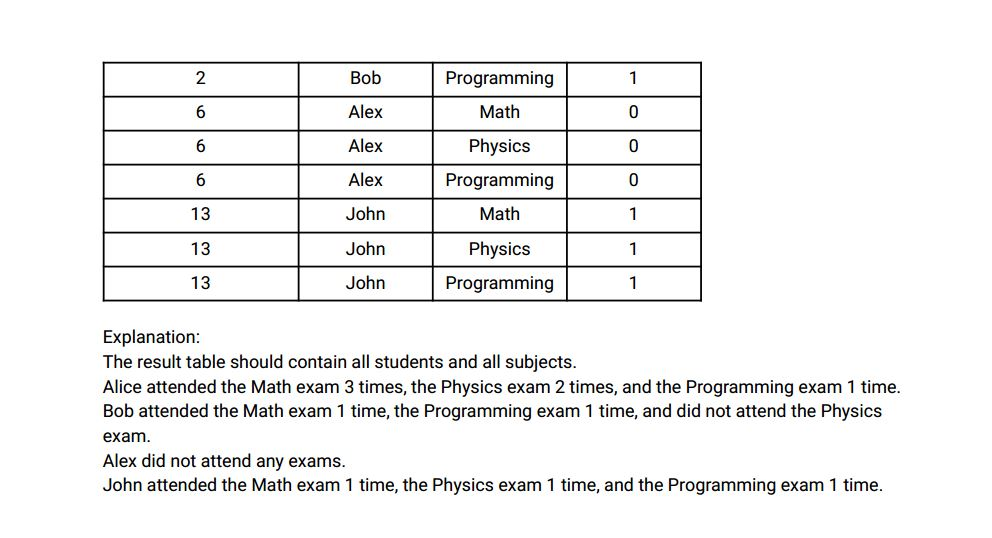 2 Bob Programming 1
6 Alex Math 0
6 Alex Physics 0
6 Alex Programming 0
13 John Math 1
13 John Physics 1
13 John Programming 1
Explanation:
The result table should contain all students and all subjects.
Alice attended the Math exam 3 times, the Physics exam 2 times, and the Programming exam 1 time.
Bob attended the Math exam 1 time, the Programming exam 1 time, and did not attend the Physics
exam.
Alex did not attend any exams.
John attended the Math exam 1 time, the Physics exam 1 time, and the Programming exam 1 time.